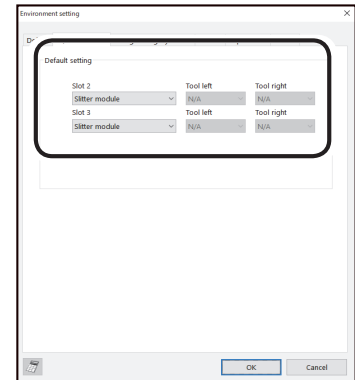 Environment setting
Default setting
Slot 2 Tool left Tool right
Slitter module N/A N/A
Slot 3 Tool left Tool right
Slitter module N/A N/A
OK Cancel